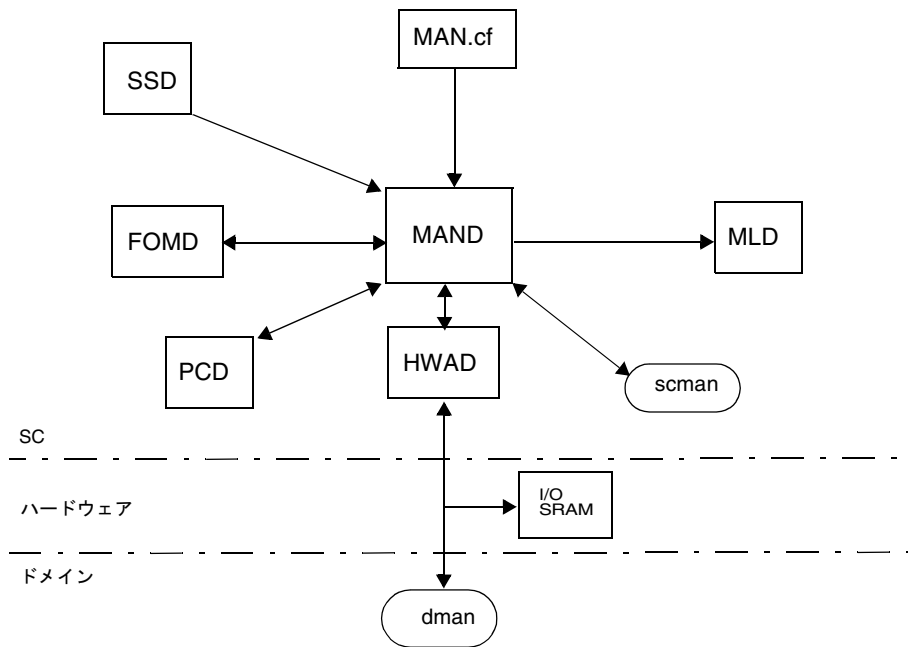 MAN.cf
SSD
FOMD
MAND
MLD
PCD
HWAD
scman
SC
ハードウェア
I/O
SRAM
ドメイン
dman